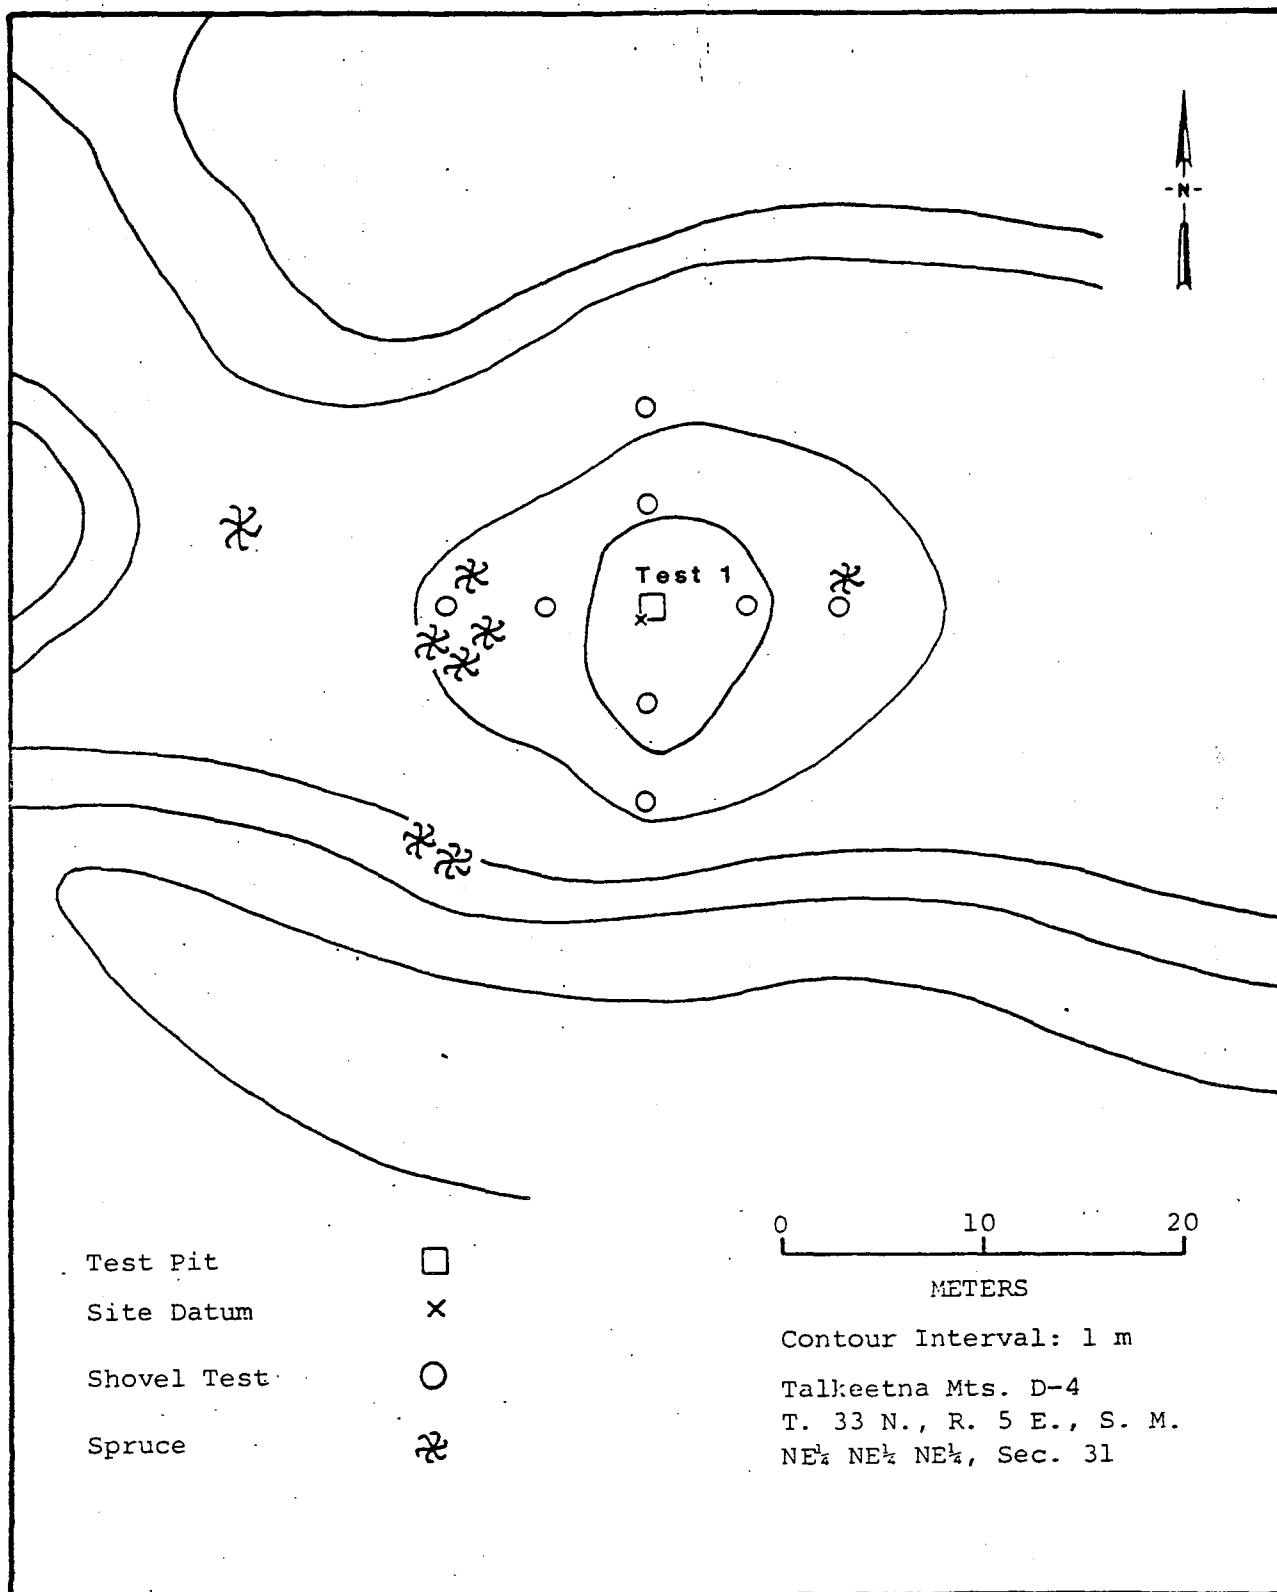 -N-
Test 1
Test Pit
Site Datum
Shovel Test
Spruce
0 10 20
METERS
Contour Interval: 1 m
Talkeetna Mts. D-4
T. 33 N., R. 5 E., S. M.
NE¼ NE¼ NE¼, Sec. 31